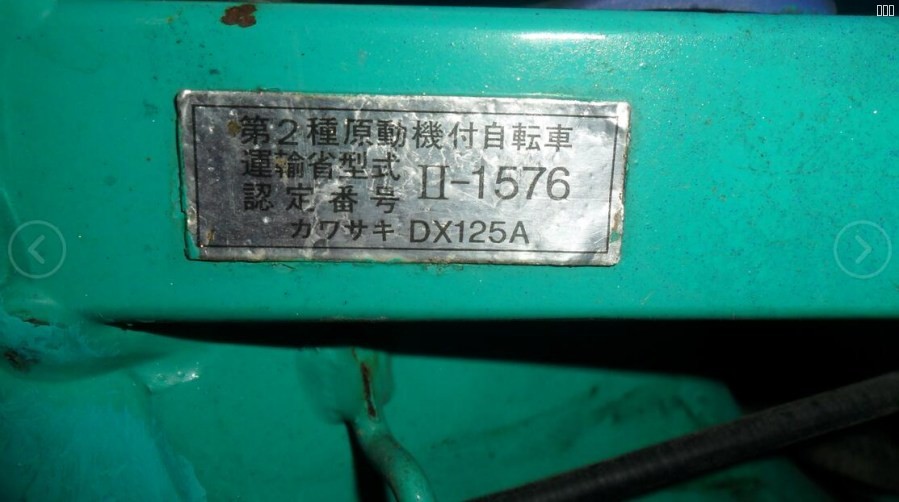 第2種原動機付自転車
運輸省型式
認定番号 II-1576
カワサキ DX125A